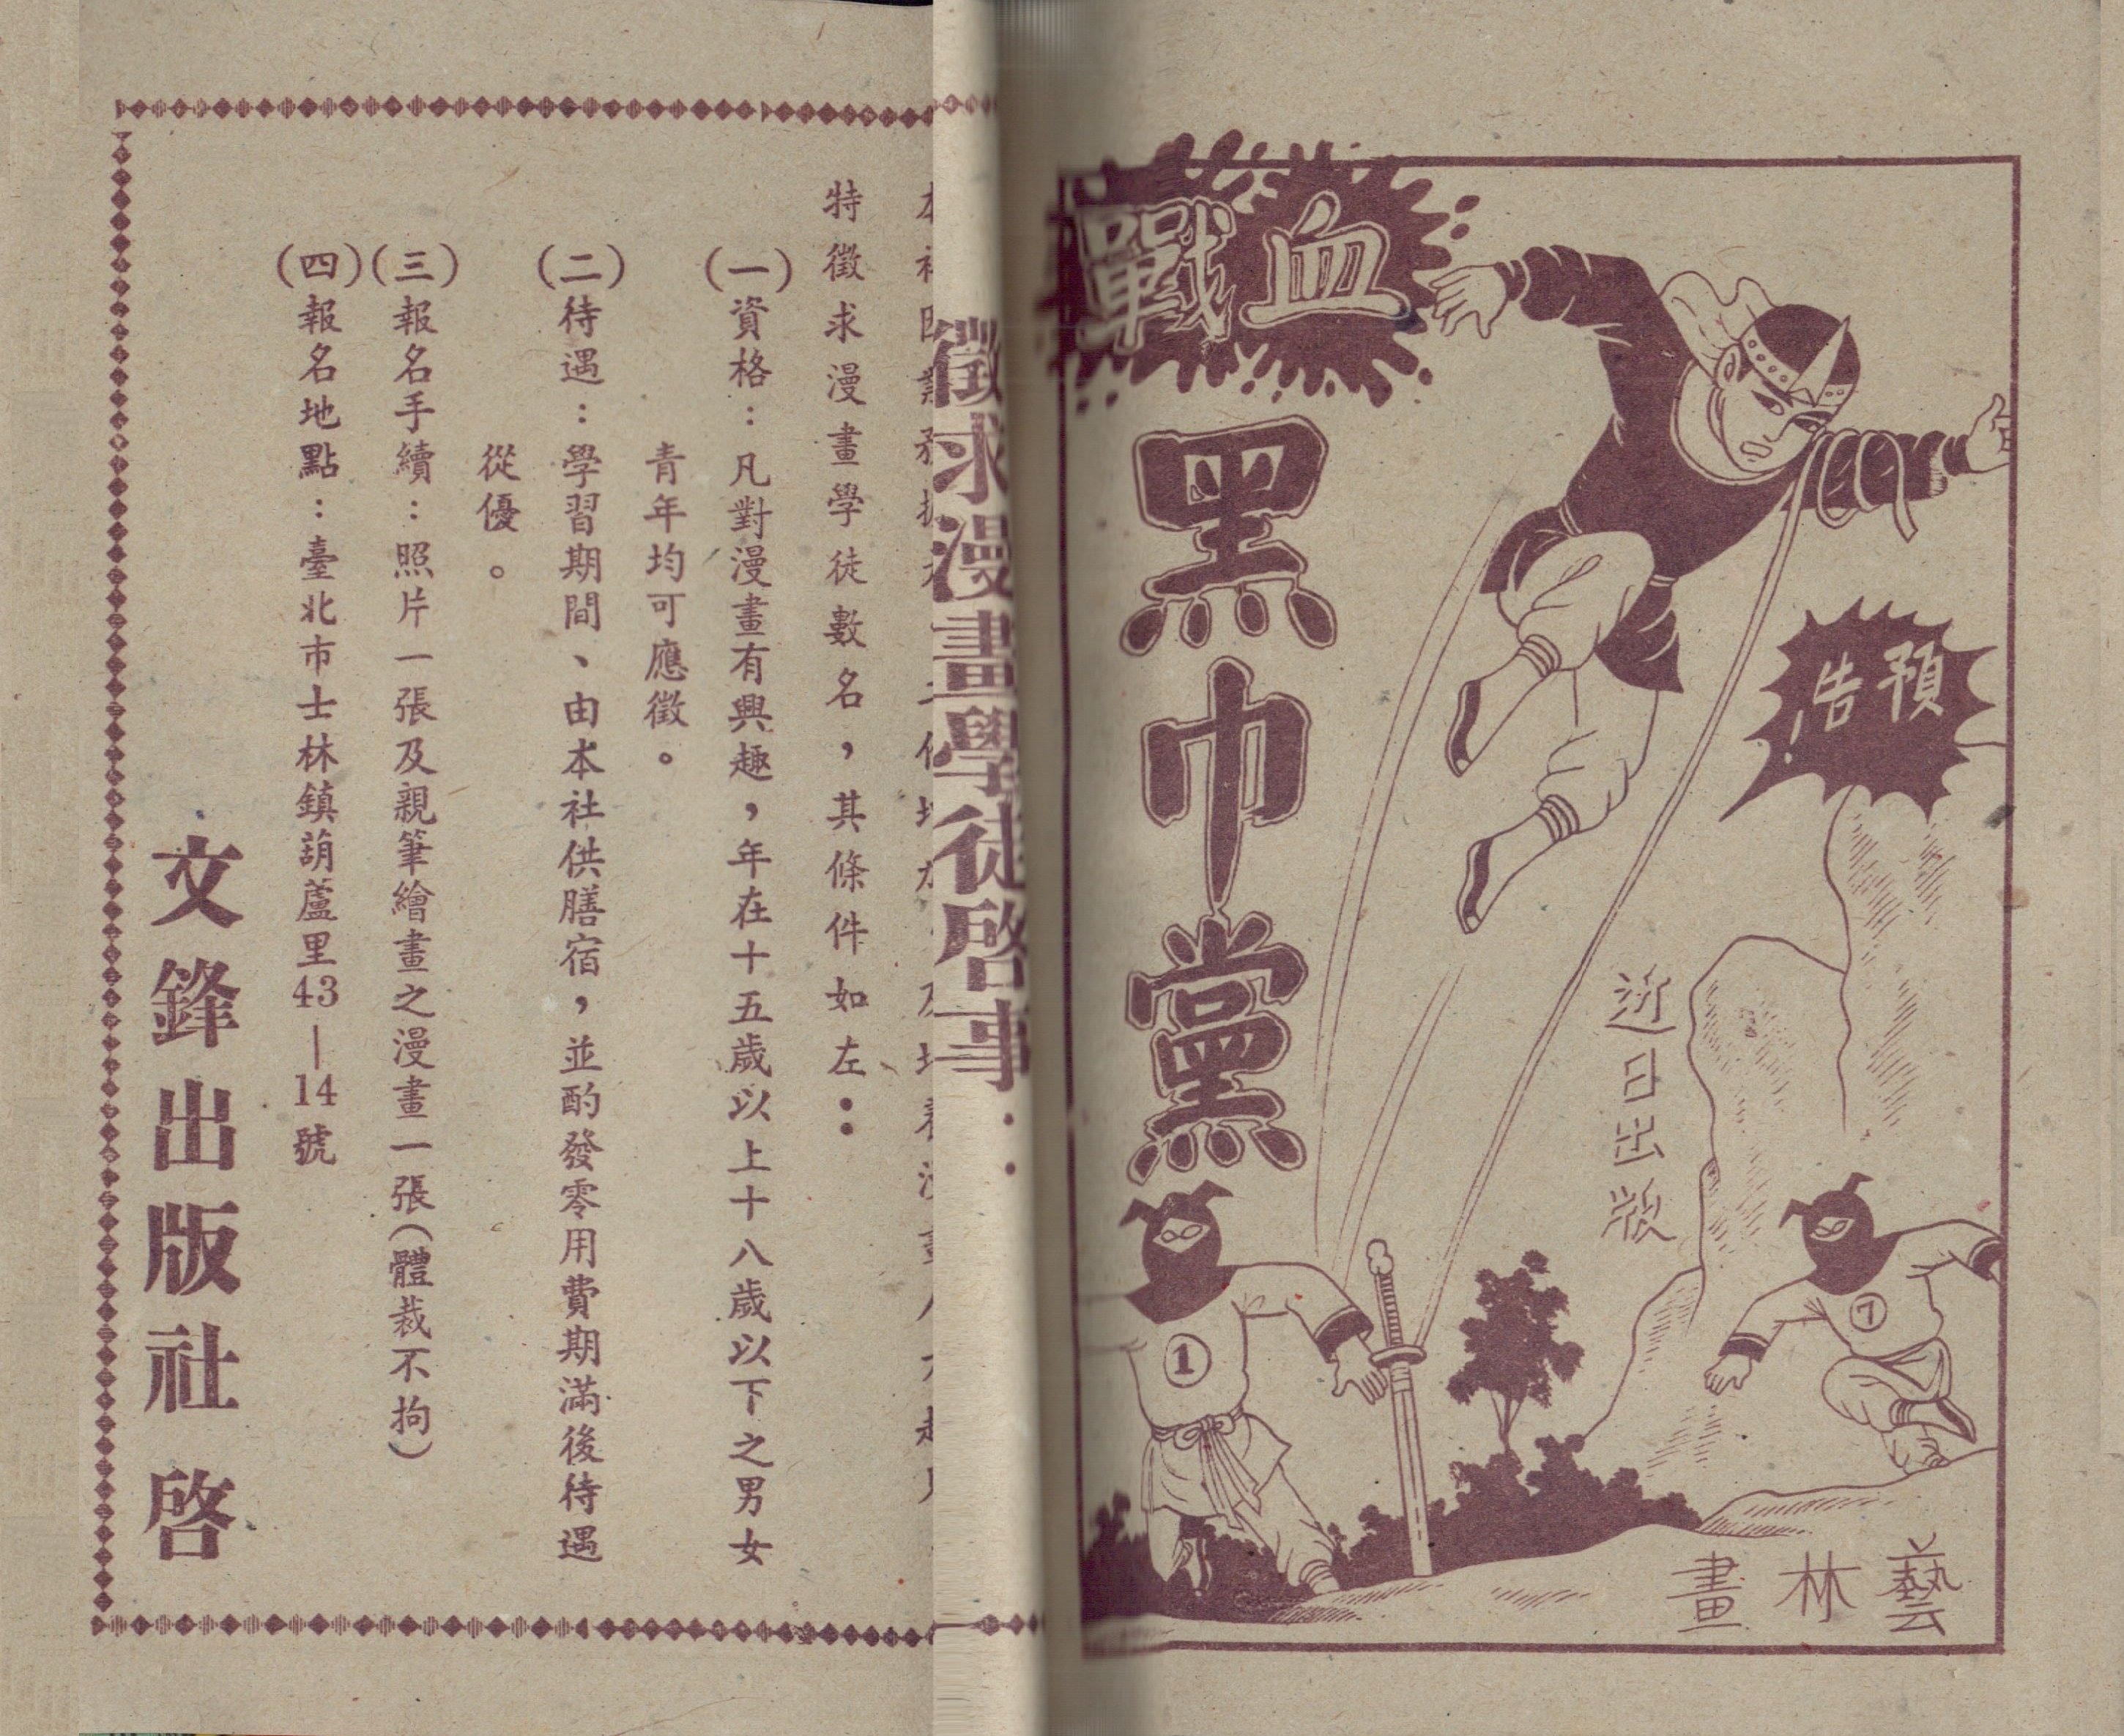 血戰
黑巾黨
預告
近日出版
藝林畫
徵求漫畫學徒啓事：
特徵求漫畫學徒數名，其條件如左：
(一)資格：凡對漫畫有興趣，年在十五歲以上十八歲以下之男女
青年均可應徵。
(二)待遇：學習期間、由本社供膳宿，並酌發零用費期滿後待遇
從優。
(三)報名手續：照片一張及親筆繪畫之漫畫一張(體裁不拘)
(四)報名地點：臺北市士林鎮葫蘆里43—14號
文鋒出版社啓
1
7